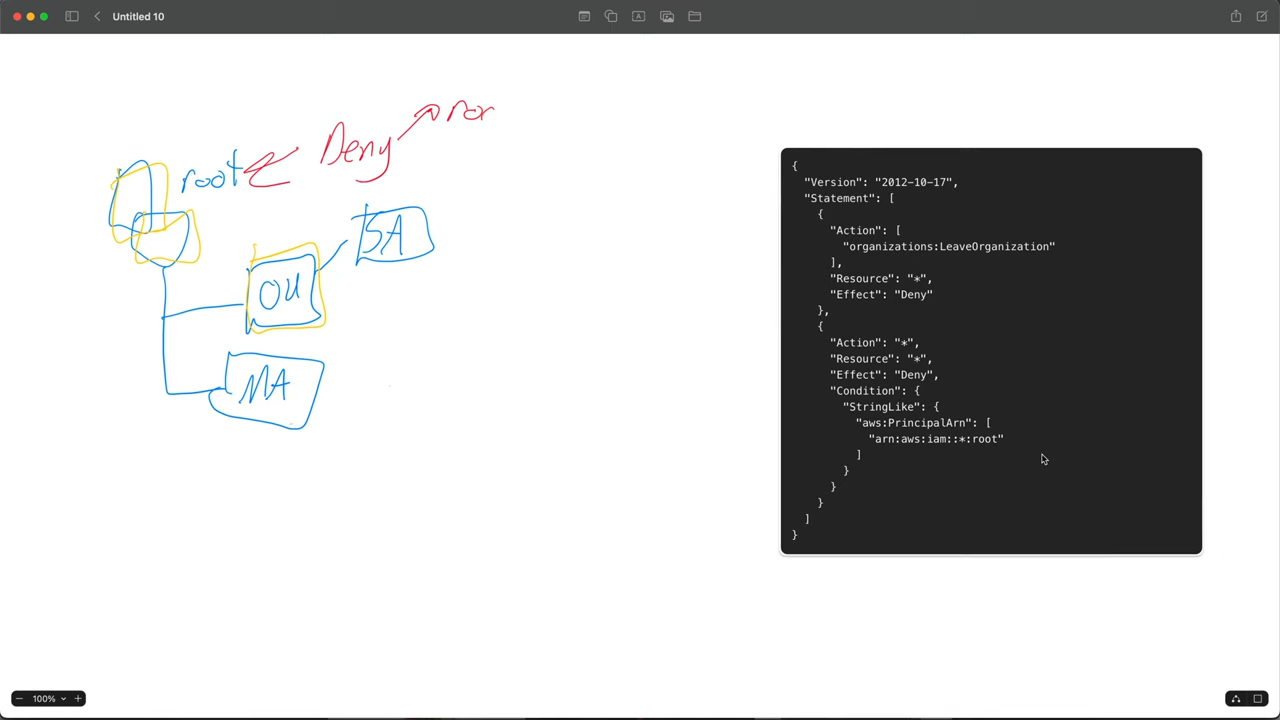 Untitled 10
ror
Deny
root
SA
OU
MA
{
"Version": "2012-10-17",
"Statement": [
{
"Action": [
"organizations:LeaveOrganization"
],
"Resource": "*",
"Effect": "Deny"
},
{
"Action": "*",
"Resource": "*",
"Effect": "Deny",
"Condition": {
"StringLike": {
"aws:PrincipalArn": [
"arn:aws:iam::*:root"
]
}
}
}
]
}
100%